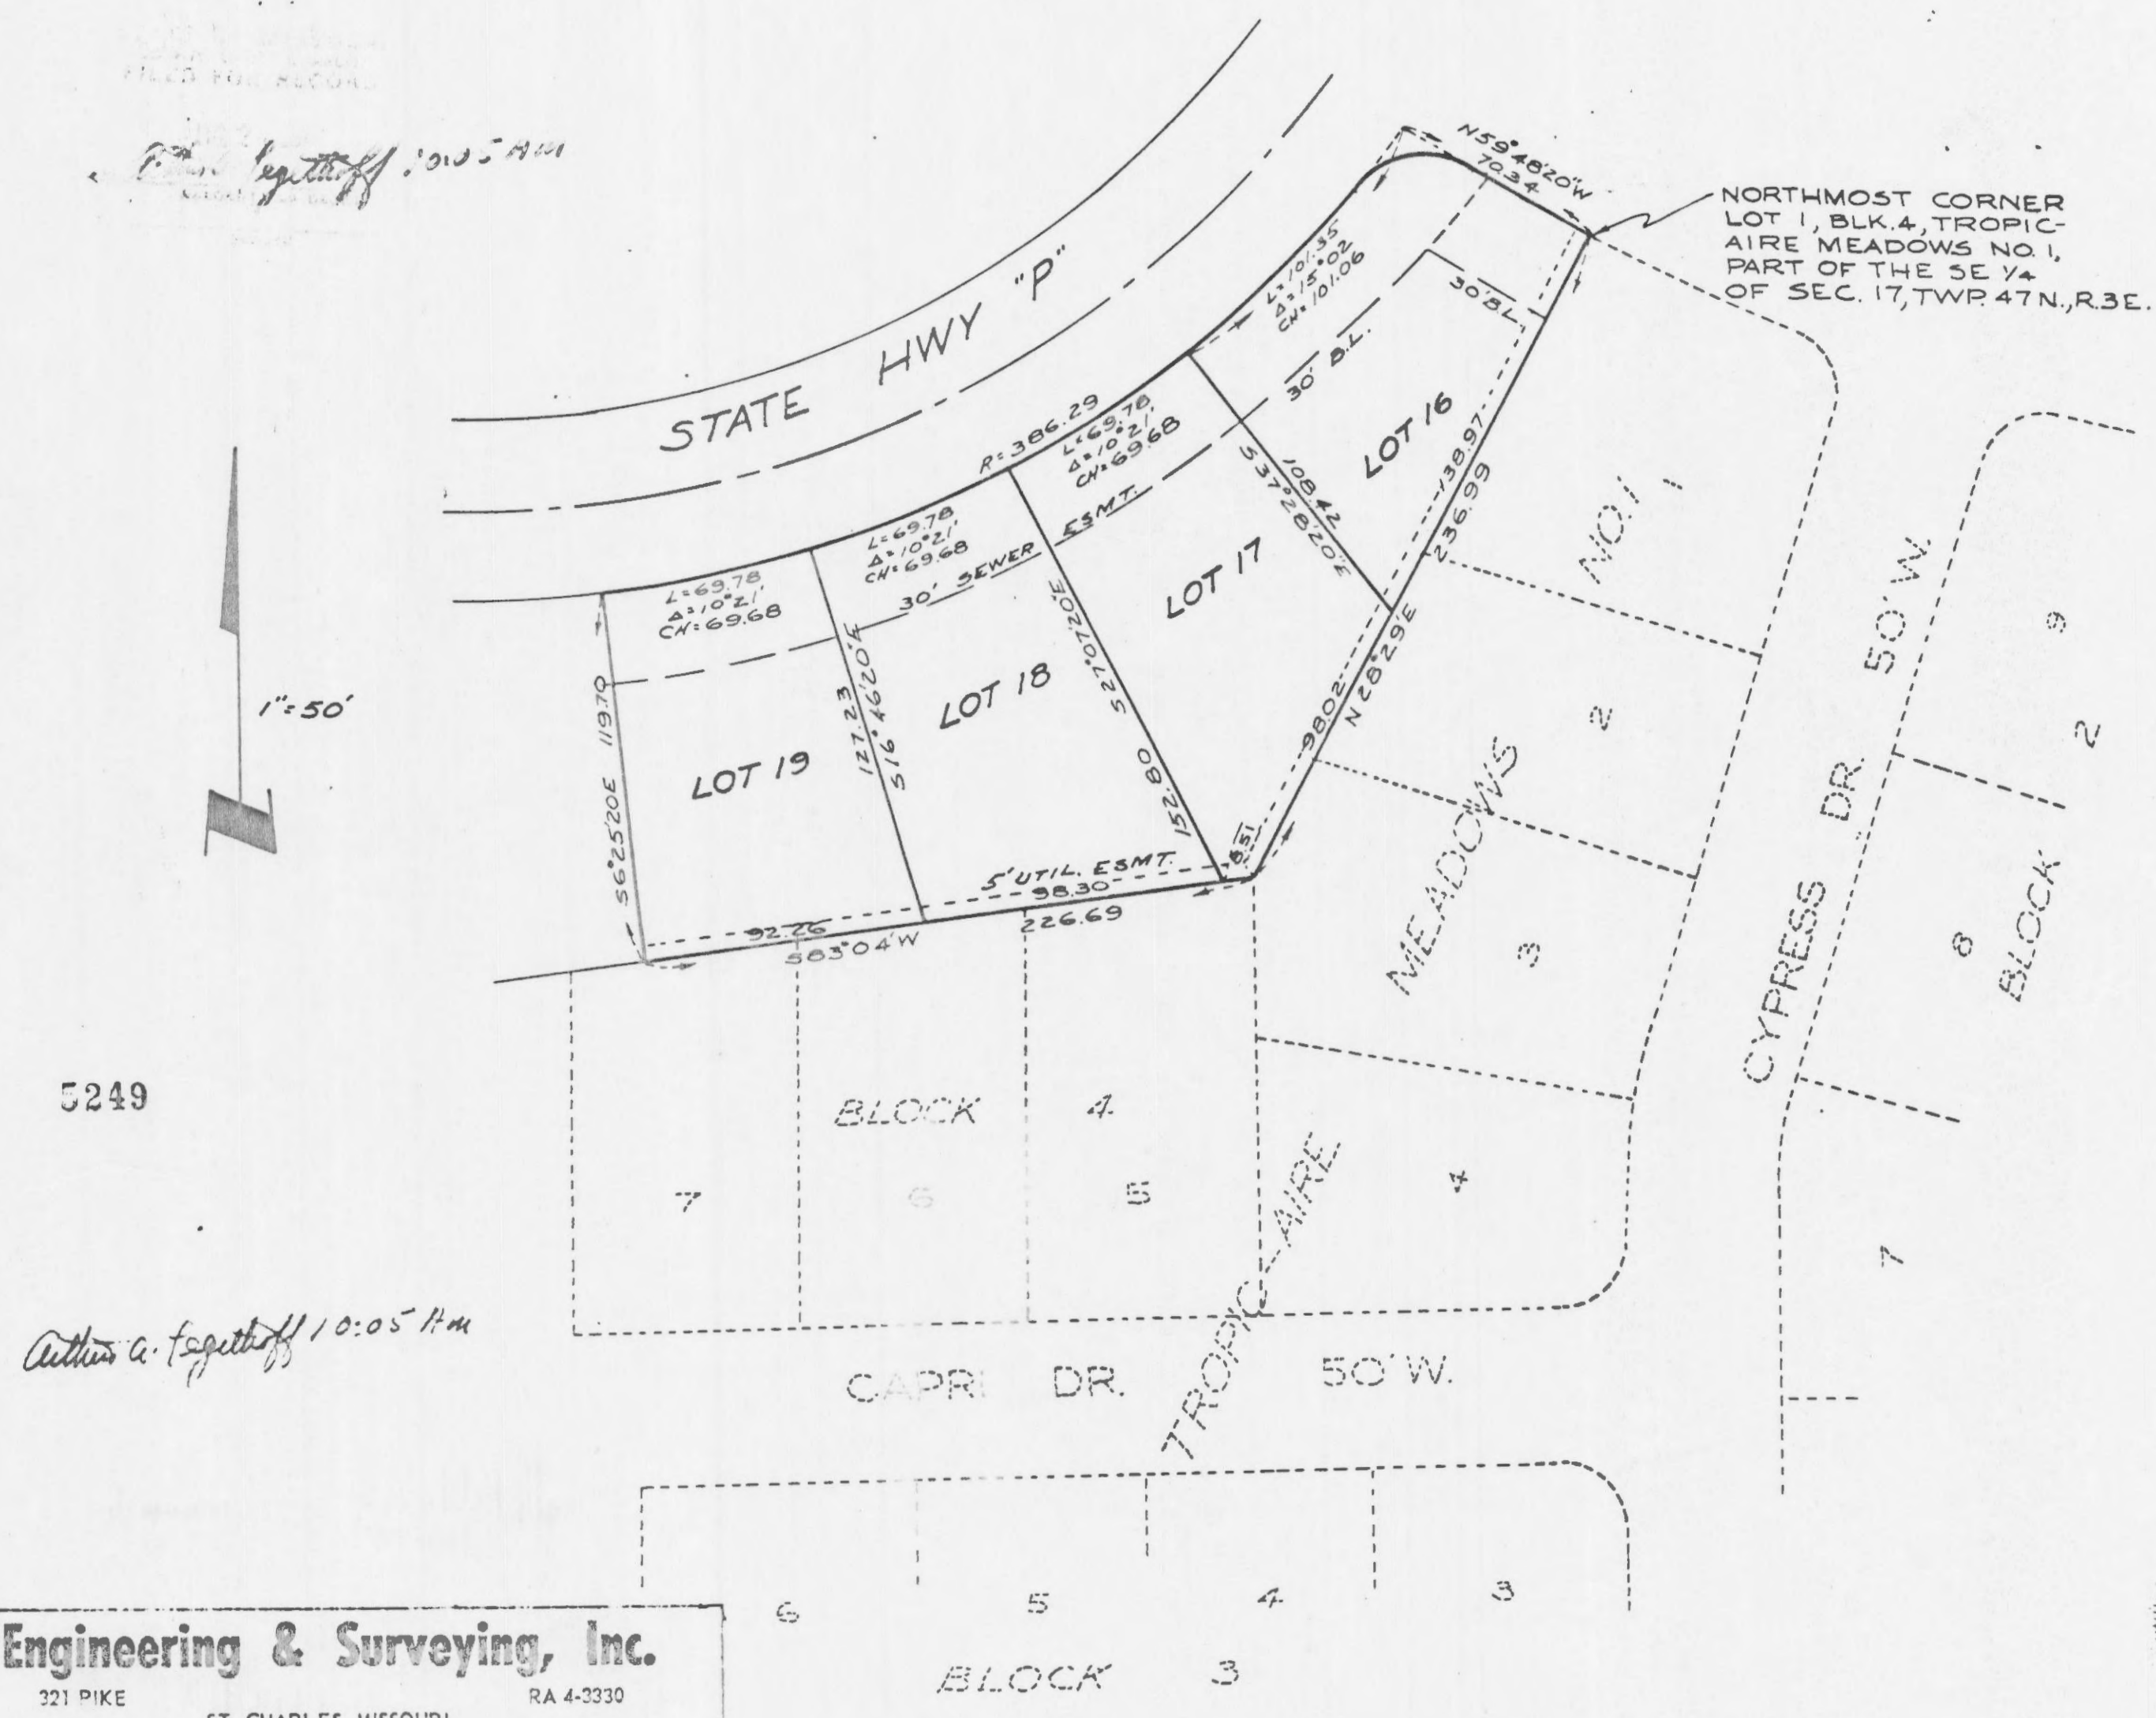 10:05 AM
N59°48'20"W
70.34
NORTHMOST CORNER
LOT 1, BLK. 4, TROPIC-
AIRE MEADOWS NO. 1,
PART OF THE SE 1/4
OF SEC. 17, TWP. 47 N., R. 3 E.
STATE HWY "P"
L=101.35
Δ=15°02'
CH=101.06
30' B.L.
30' B.L.
R=386.29
L=69.78
Δ=10°21'
CH=69.68
L=69.78
Δ=10°21'
CH=69.68
L=69.78
Δ=10°21'
CH=69.68
30' SEWER ESMT.
LOT 16
138.97
236.99
108.42
S37°28'20"E
LOT 17
S27°07'20"E
152.80
98.02
N28°29'E
LOT 18
127.23
S16°46'20"E
LOT 19
S6°25'20E 119.70
1"=50'
8.51
5' UTIL. ESMT.
98.30
226.69
92.26
S83°04'W
NO. 1
1
2
MEADOWS
3
4
TROPIC-AIRE
CYPRESS DR. 50' W.
9
2
8
BLOCK
7
5249
BLOCK 4
7
6
5
Arthur A. Fegethoff 10:05 AM
CAPRI DR. 50' W.
6
5
4
3
BLOCK 3
Engineering & Surveying, Inc.
321 PIKE RA 4-3330
ST. CHARLES, MISSOURI